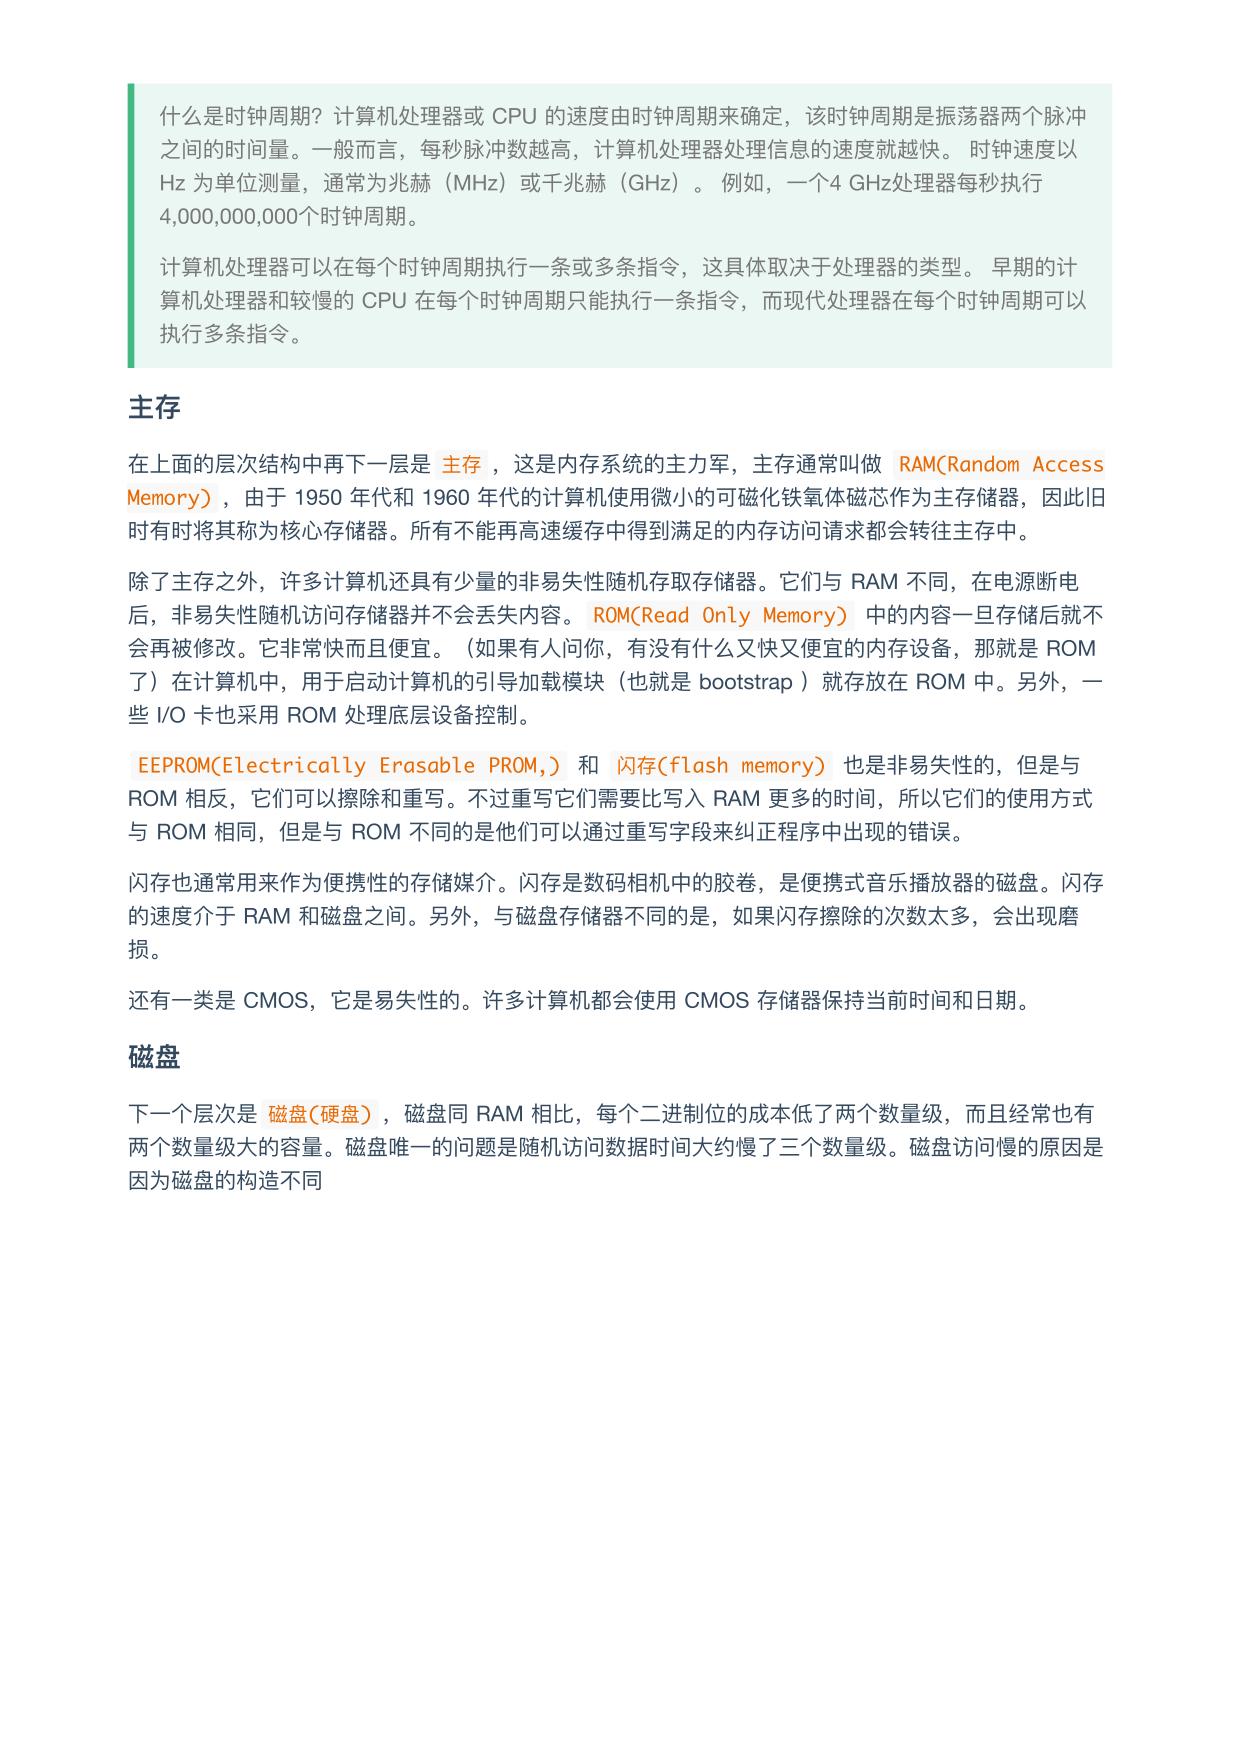 什么是时钟周期？计算机处理器或 CPU 的速度由时钟周期来确定，该时钟周期是振荡器两个脉冲
之间的时间量。一般而言，每秒脉冲数越高，计算机处理器处理信息的速度就越快。 时钟速度以
Hz 为单位测量，通常为兆赫（MHz）或千兆赫（GHz）。 例如，一个4 GHz处理器每秒执行
4,000,000,000个时钟周期。
计算机处理器可以在每个时钟周期执行一条或多条指令，这具体取决于处理器的类型。 早期的计
算机处理器和较慢的 CPU 在每个时钟周期只能执行一条指令，而现代处理器在每个时钟周期可以
执行多条指令。
主存
在上面的层次结构中再下一层是 主存 ，这是内存系统的主力军，主存通常叫做 RAM(Random Access
Memory) ，由于 1950 年代和 1960 年代的计算机使用微小的可磁化铁氧体磁芯作为主存储器，因此旧
时有时将其称为核心存储器。所有不能再高速缓存中得到满足的内存访问请求都会转往主存中。
除了主存之外，许多计算机还具有少量的非易失性随机存取存储器。它们与 RAM 不同，在电源断电
后，非易失性随机访问存储器并不会丢失内容。 ROM(Read Only Memory) 中的内容一旦存储后就不
会再被修改。它非常快而且便宜。（如果有人问你，有没有什么又快又便宜的内存设备，那就是 ROM
了）在计算机中，用于启动计算机的引导加载模块（也就是 bootstrap ）就存放在 ROM 中。另外，一
些 I/O 卡也采用 ROM 处理底层设备控制。
EEPROM(Electrically Erasable PROM,) 和 闪存(flash memory) 也是非易失性的，但是与
ROM 相反，它们可以擦除和重写。不过重写它们需要比写入 RAM 更多的时间，所以它们的使用方式
与 ROM 相同，但是与 ROM 不同的是他们可以通过重写字段来纠正程序中出现的错误。
闪存也通常用来作为便携性的存储媒介。闪存是数码相机中的胶卷，是便携式音乐播放器的磁盘。闪存
的速度介于 RAM 和磁盘之间。另外，与磁盘存储器不同的是，如果闪存擦除的次数太多，会出现磨
损。
还有一类是 CMOS，它是易失性的。许多计算机都会使用 CMOS 存储器保持当前时间和日期。
磁盘
下一个层次是 磁盘(硬盘) ，磁盘同 RAM 相比，每个二进制位的成本低了两个数量级，而且经常也有
两个数量级大的容量。磁盘唯一的问题是随机访问数据时间大约慢了三个数量级。磁盘访问慢的原因是
因为磁盘的构造不同